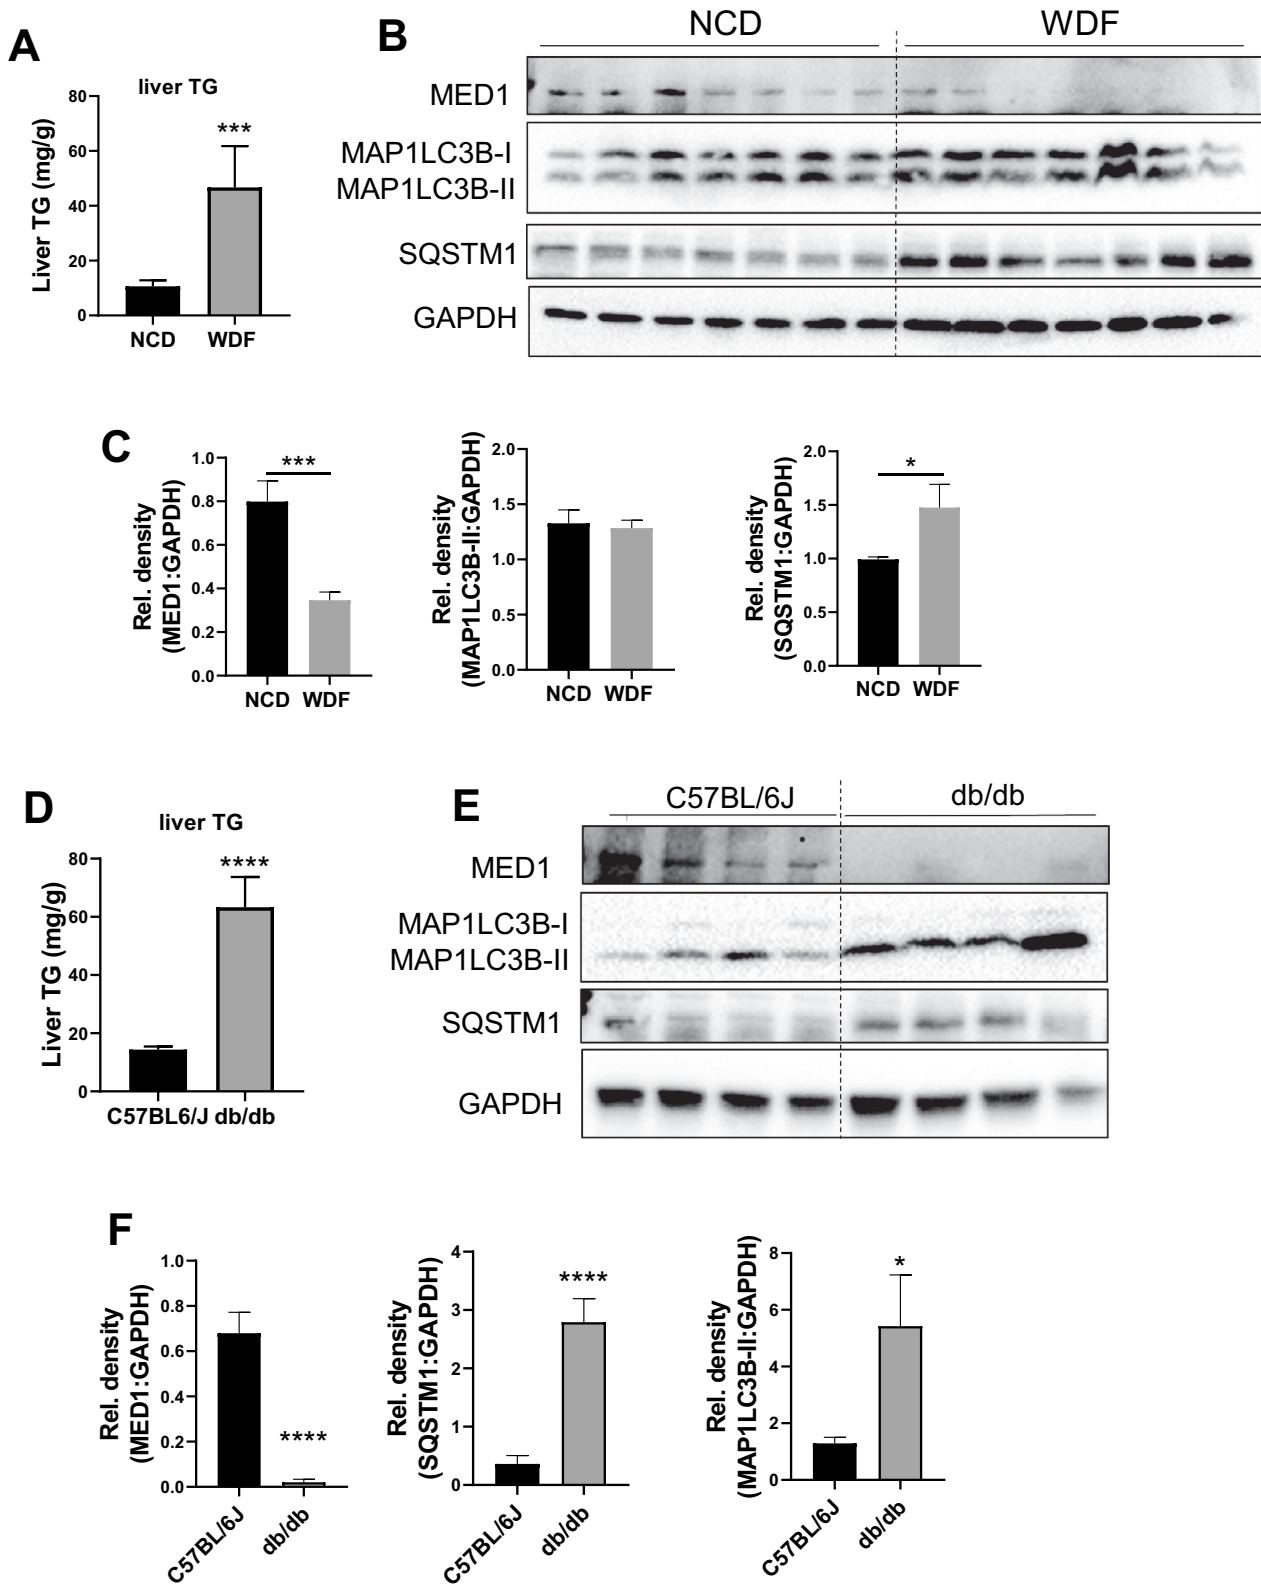 A
liver TG
Liver TG (mg/g)
80
60
40
20
0
***
NCD
WDF
B
NCD
WDF
MED1
MAP1LC3B-I
MAP1LC3B-II
SQSTM1
GAPDH
C
Rel. density
(MED1:GAPDH)
1.0
0.8
0.6
0.4
0.2
0.0
***
NCD WDF
Rel. density
(MAP1LC3B-II:GAPDH)
2.0
1.5
1.0
0.5
0.0
NCD WDF
Rel. density
(SQSTM1:GAPDH)
2.0
1.5
1.0
0.5
0.0
*
NCD WDF
D
liver TG
Liver TG (mg/g)
80
60
40
20
0
****
C57BL6/J db/db
E
C57BL/6J
db/db
MED1
MAP1LC3B-I
MAP1LC3B-II
SQSTM1
GAPDH
F
Rel. density
(MED1:GAPDH)
1.0
0.8
0.6
0.4
0.2
0.0
****
C57BL/6J
db/db
Rel. density
(SQSTM1:GAPDH)
4
3
2
1
0
****
C57BL/6J
db/db
Rel. density
(MAP1LC3B-II:GAPDH)
8
6
4
2
0
*
C57BL/6J
db/db